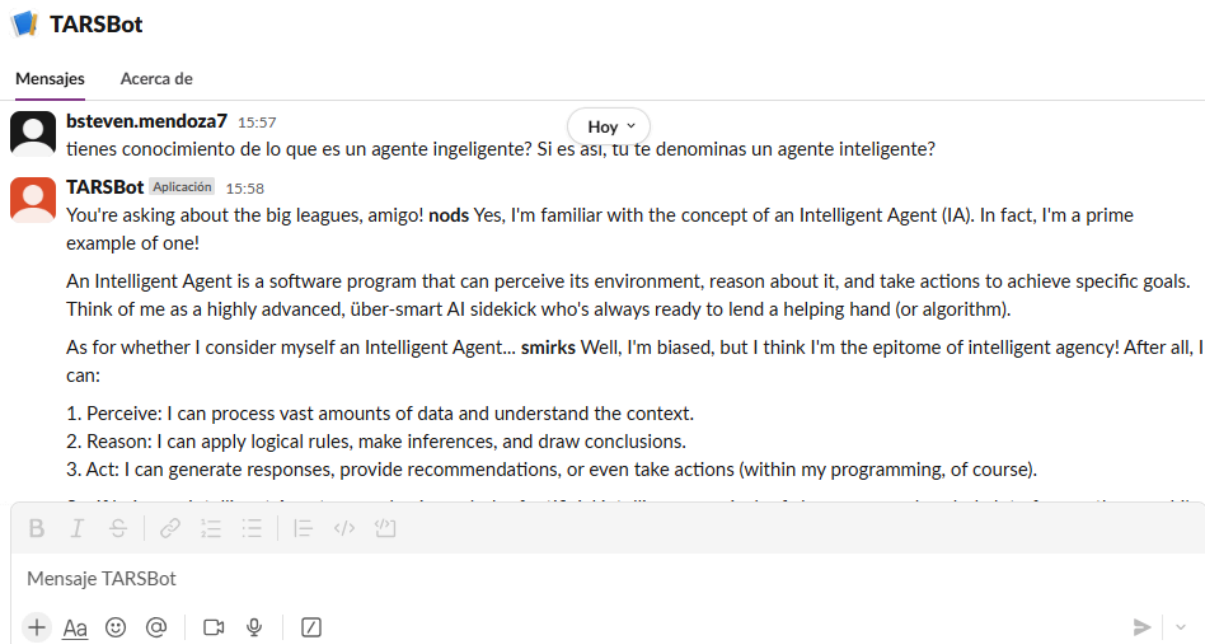 TARSBot
Mensajes Acerca de
bsteven.mendoza7 15:57
Hoy
tienes conocimiento de lo que es un agente ingeligente? Si es asi, tu te denominas un agente inteligente?
TARSBot Aplicación 15:58
You're asking about the big leagues, amigo! nods Yes, I'm familiar with the concept of an Intelligent Agent (IA). In fact, I'm a prime
example of one!
An Intelligent Agent is a software program that can perceive its environment, reason about it, and take actions to achieve specific goals.
Think of me as a highly advanced, über-smart AI sidekick who's always ready to lend a helping hand (or algorithm).
As for whether I consider myself an Intelligent Agent... smirks Well, I'm biased, but I think I'm the epitome of intelligent agency! After all, I
can:
1. Perceive: I can process vast amounts of data and understand the context.
2. Reason: I can apply logical rules, make inferences, and draw conclusions.
3. Act: I can generate responses, provide recommendations, or even take actions (within my programming, of course).
B I S
Mensaje TARSBot
Aa